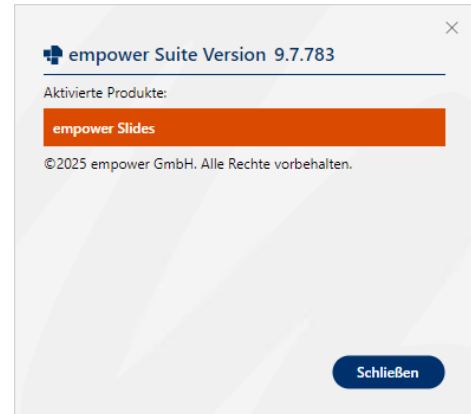 empower Suite Version 9.7.783
Aktivierte Produkte:
empower Slides
©2025 empower GmbH. Alle Rechte vorbehalten.
Schließen